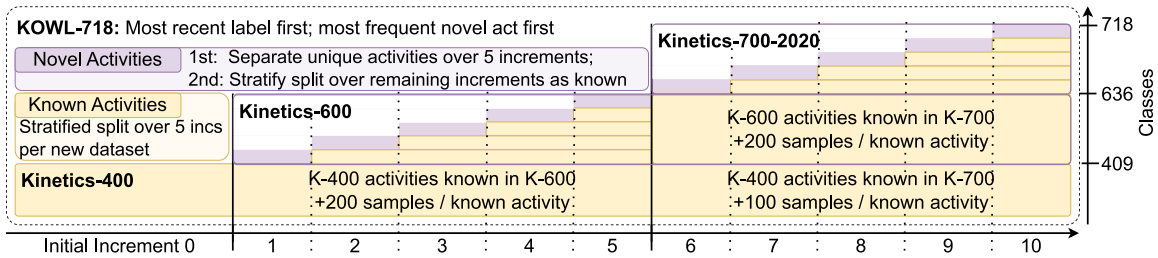 KOWL-718: Most recent label first; most frequent novel act first
Novel Activities
1st: Separate unique activities over 5 increments;
2nd: Stratify split over remaining increments as known
Known Activities
Stratified split over 5 incs
per new dataset
Kinetics-400
Kinetics-600
K-400 activities known in K-600
+200 samples / known activity
Kinetics-700-2020
K-600 activities known in K-700
+200 samples / known activity
K-400 activities known in K-700
+100 samples / known activity
718
636
409
Classes
Initial Increment 0 1 2 3 4 5 6 7 8 9 10